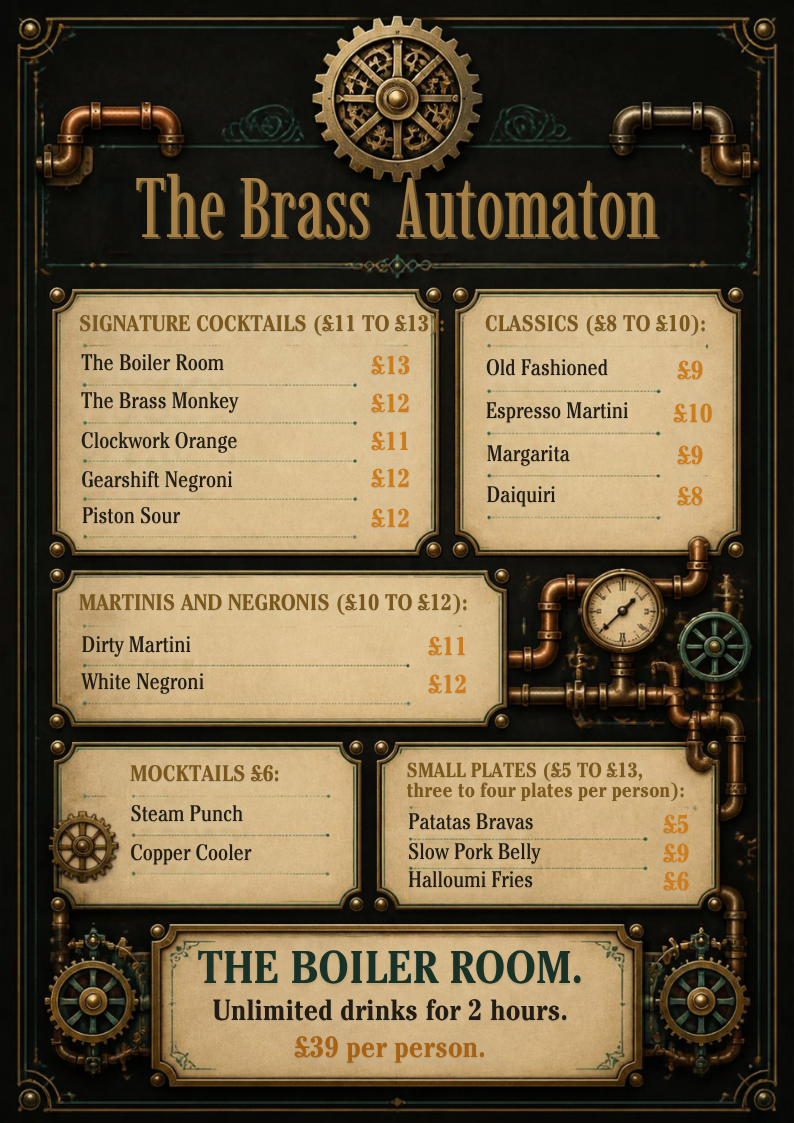 The Brass Automaton
SIGNATURE COCKTAILS (£11 TO £13):
The Boiler Room £13
The Brass Monkey £12
Clockwork Orange £11
Gearshift Negroni £12
Piston Sour £12
CLASSICS (£8 TO £10):
Old Fashioned £9
Espresso Martini £10
Margarita £9
Daiquiri £8
MARTINIS AND NEGRONIS (£10 TO £12):
Dirty Martini £11
White Negroni £12
MOCKTAILS £6:
Steam Punch
Copper Cooler
SMALL PLATES (£5 TO £13,
three to four plates per person):
Patatas Bravas £5
Slow Pork Belly £9
Halloumi Fries £6
THE BOILER ROOM.
Unlimited drinks for 2 hours.
£39 per person.